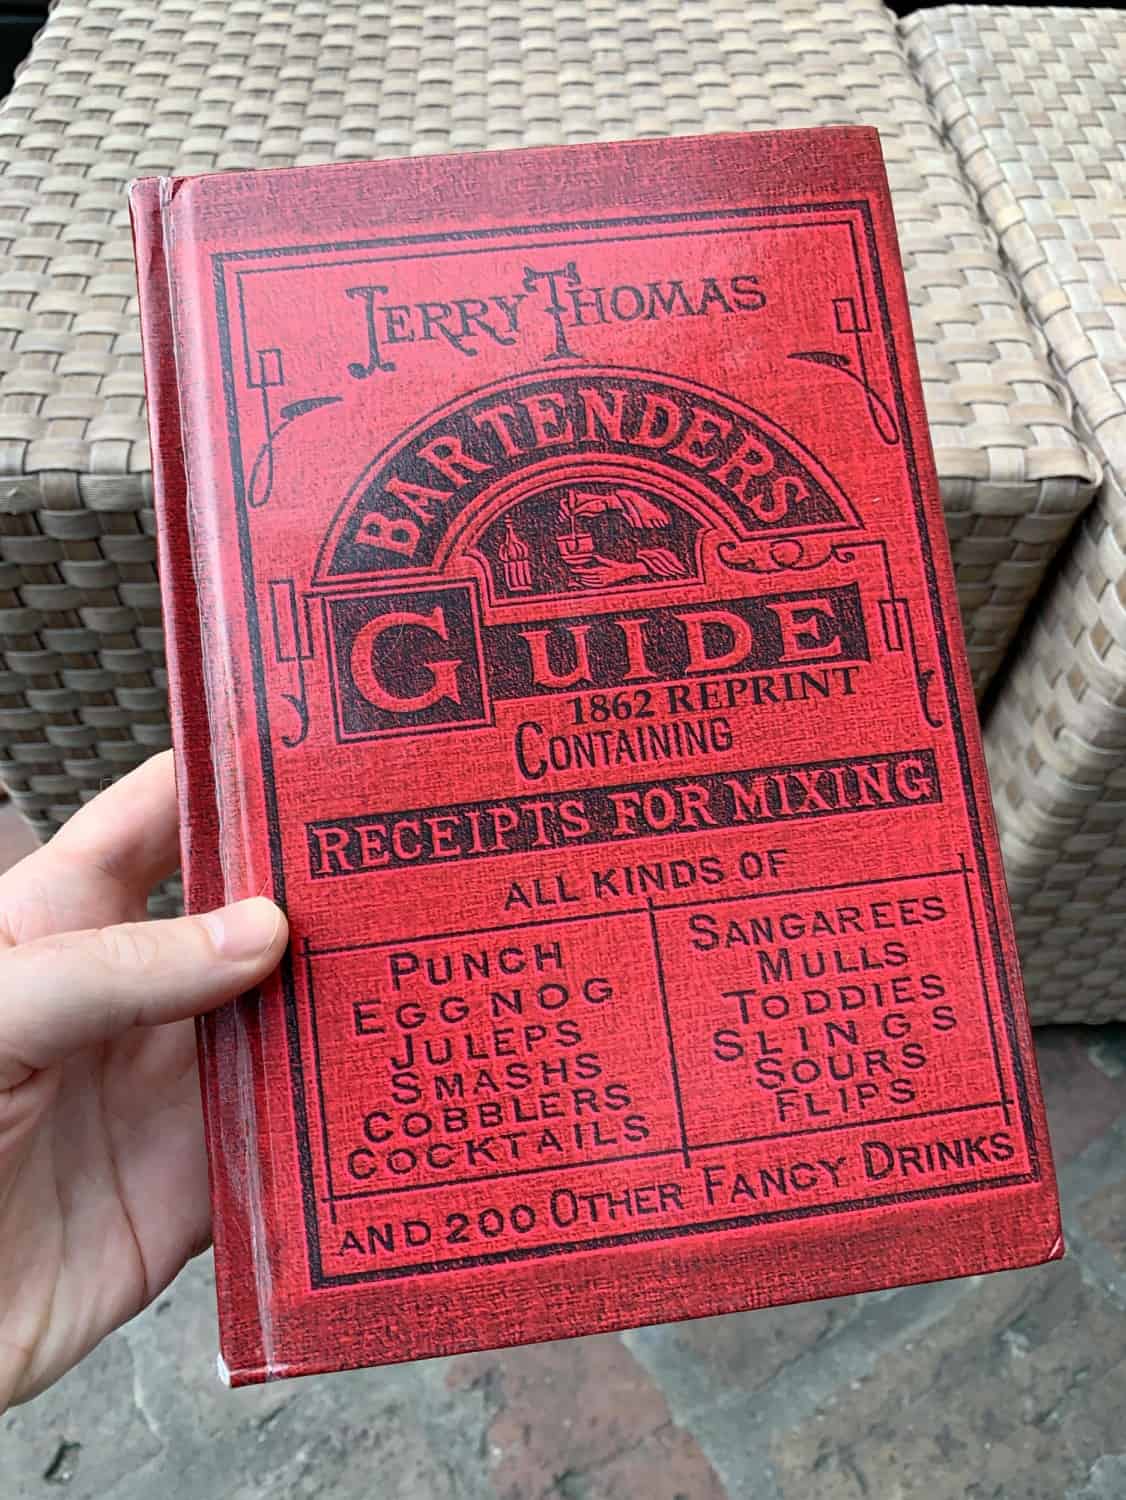 JERRY THOMAS
BARTENDERS
GUIDE
1862 REPRINT
CONTAINING
RECEIPTS FOR MIXING
ALL KINDS OF
PUNCH
EGGNOG
JULEPS
SMASHS
COBBLERS
COCKTAILS
SANGAREES
MULLS
TODDIES
SLINGS
SOURS
FLIPS
AND 200 OTHER FANCY DRINKS